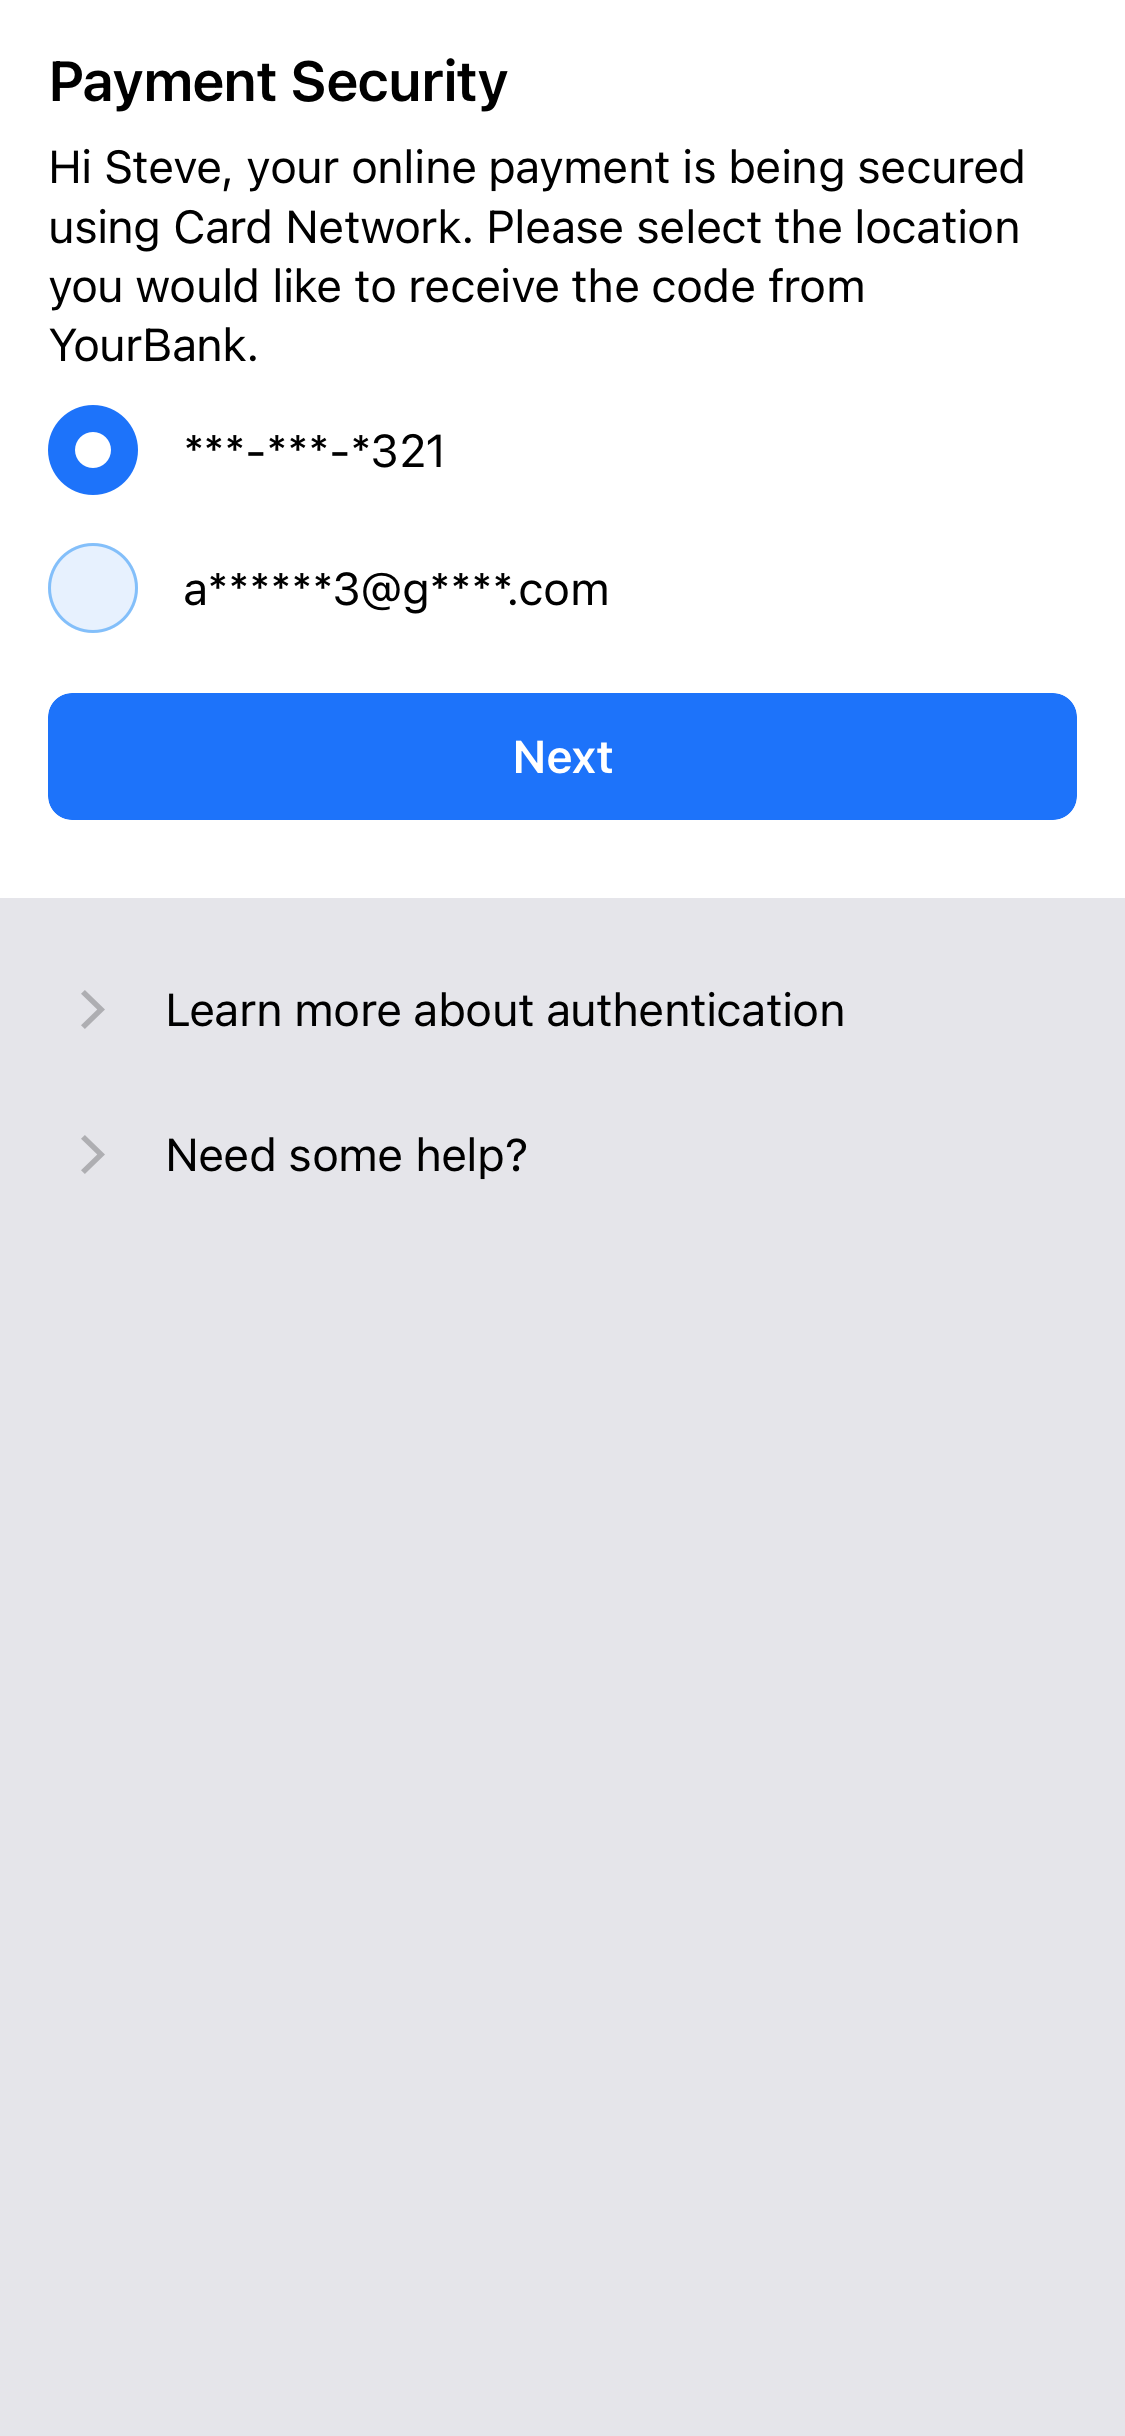 Payment Security
Hi Steve, your online payment is being secured
using Card Network. Please select the location
you would like to receive the code from
YourBank.
***-***-*321
a******3@g****.com
Next
Learn more about authentication
Need some help?